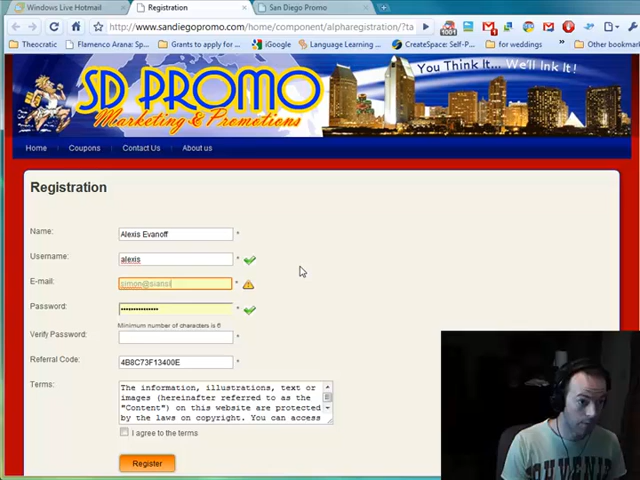 Windows Live Hotmail
Registration
San Diego Promo
http://www.sandiegopromo.com/home/component/alpharegistration/?ta
Theocratic
Flamenco Arana: Sp...
Grants to apply for ...
iGoogle
Language Learning ...
CreateSpace: Self-P...
for weddings
»
Other bookmark
SD PROMO
Marketing & Promotions
You Think It... We'll Ink It!
Home
Coupons
Contact Us
About us
Registration
Name:
Alexis Evanoff
*
Username:
alexis
*
E-mail:
simon@siansi
*
Password:
***************
*
Minimum number of characters is 6
Verify Password:
*
Referral Code:
4B8C73F13400E
*
Terms:
The information, illustrations, text or
images (hereinafter referred to as the
"Content") on this website are protected
by the laws on copyright. You can access
I agree to the terms
Register